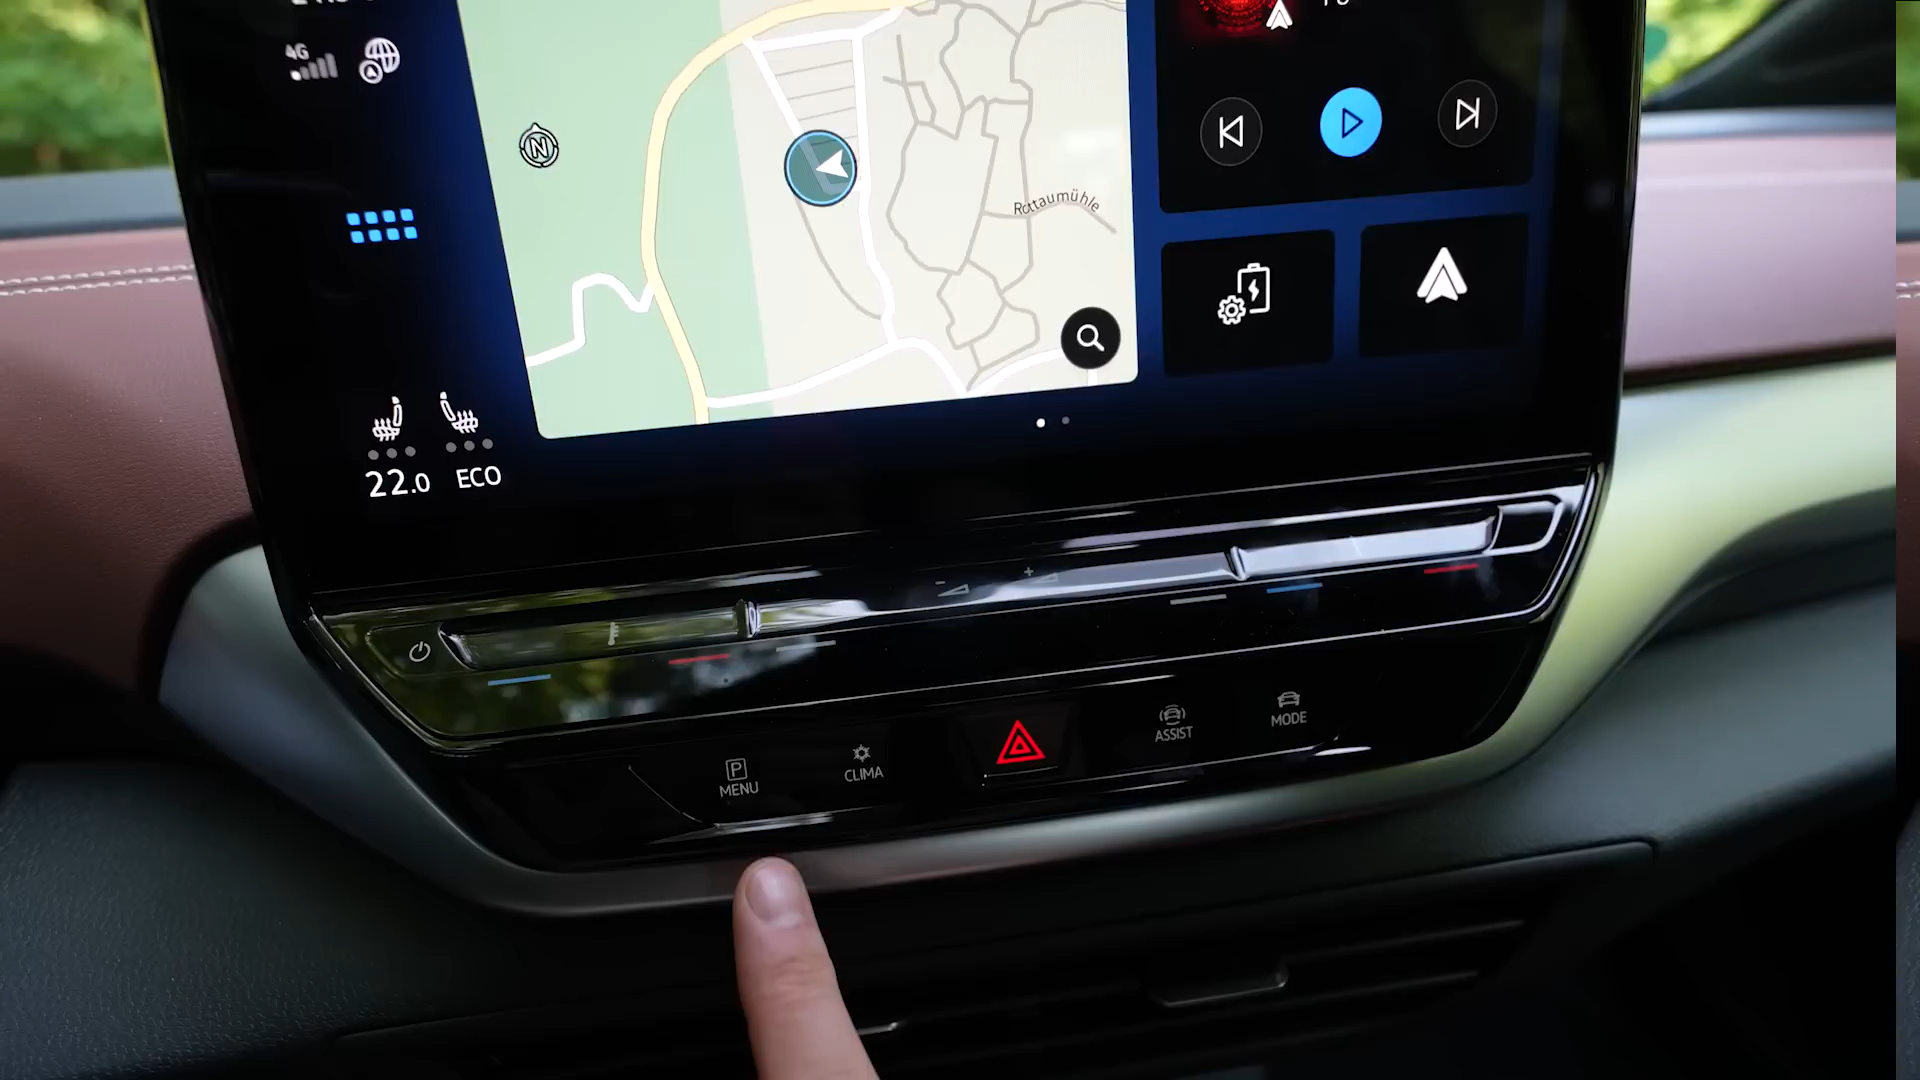 4G
N
Rottaumühle
22.0 ECO
P
MENU
CLIMA
ASSIST
MODE